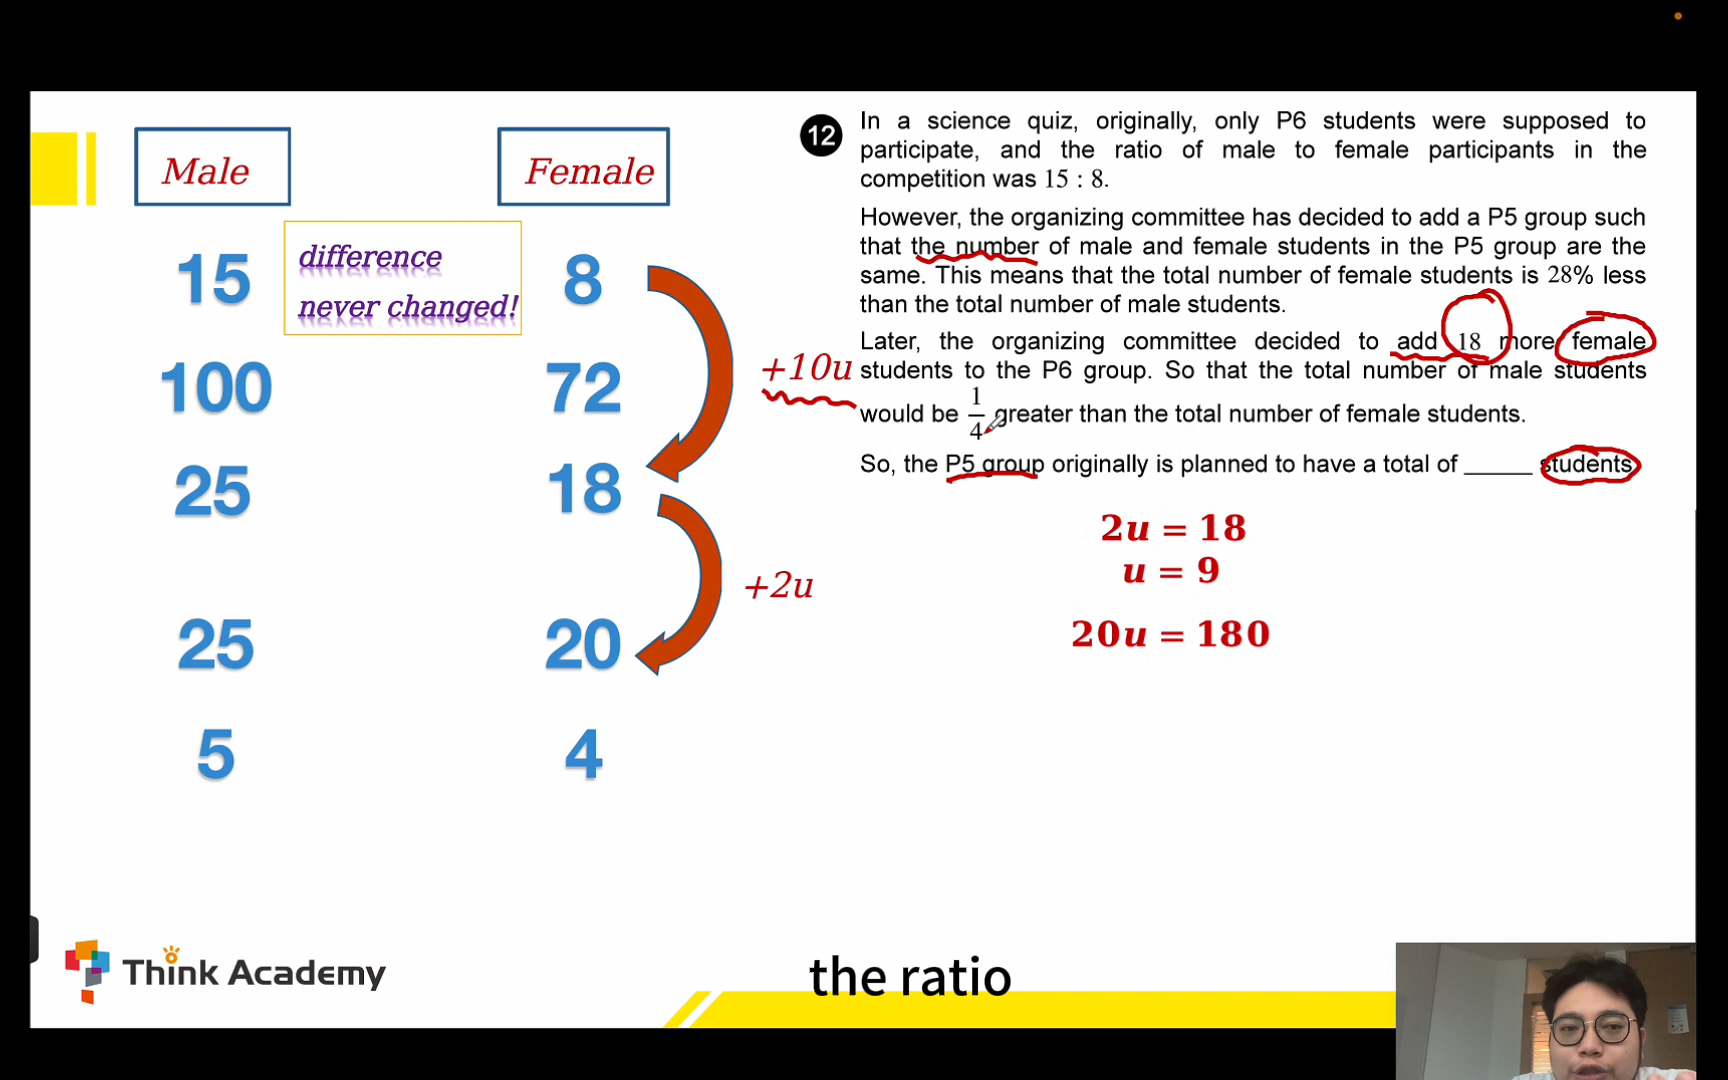 Male
Female
15
difference
never changed!
8
100
72
+10u
25
18
+2u
25
20
5
4
12
In a science quiz, originally, only P6 students were supposed to
participate, and the ratio of male to female participants in the
competition was 15 : 8.
However, the organizing committee has decided to add a P5 group such
that the number of male and female students in the P5 group are the
same. This means that the total number of female students is 28% less
than the total number of male students.
Later, the organizing committee decided to add 18 more female
students to the P6 group. So that the total number of male students
would be 1/4 greater than the total number of female students.
So, the P5 group originally is planned to have a total of _____ students
2u = 18
u = 9
20u = 180
Think Academy
the ratio